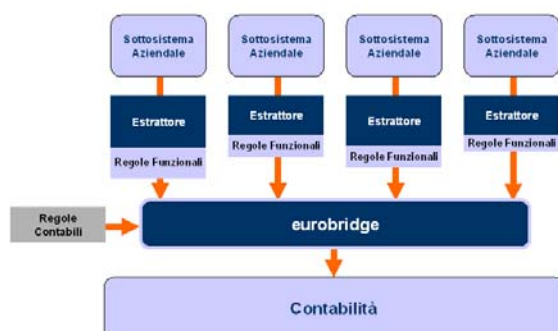 Sottosistema
Aziendale
Sottosistema
Aziendale
Sottosistema
Aziendale
Sottosistema
Aziendale
Estrattore
Estrattore
Estrattore
Estrattore
Regole Funzionali
Regole Funzionali
Regole Funzionali
Regole Funzionali
Regole
Contabili
eurobridge
Contabilità